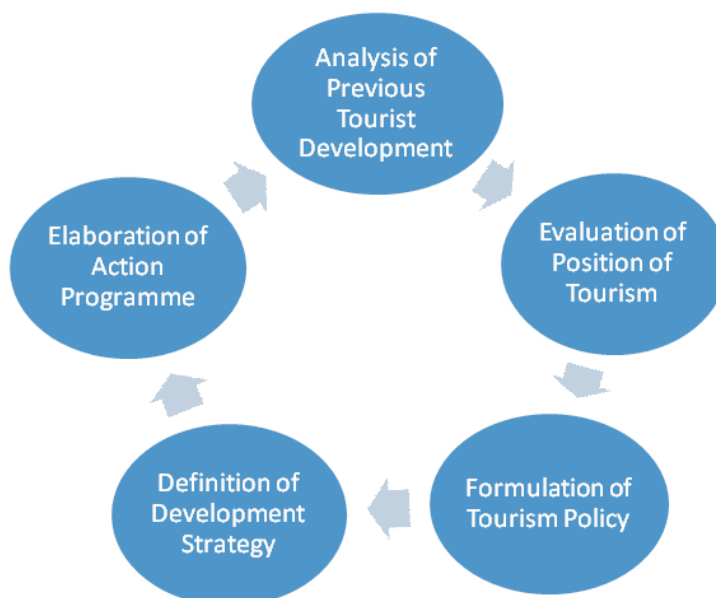 Analysis of
Previous
Tourist
Development
Evaluation of
Position of
Tourism
Formulation of
Tourism Policy
Definition of
Development
Strategy
Elaboration of
Action
Programme